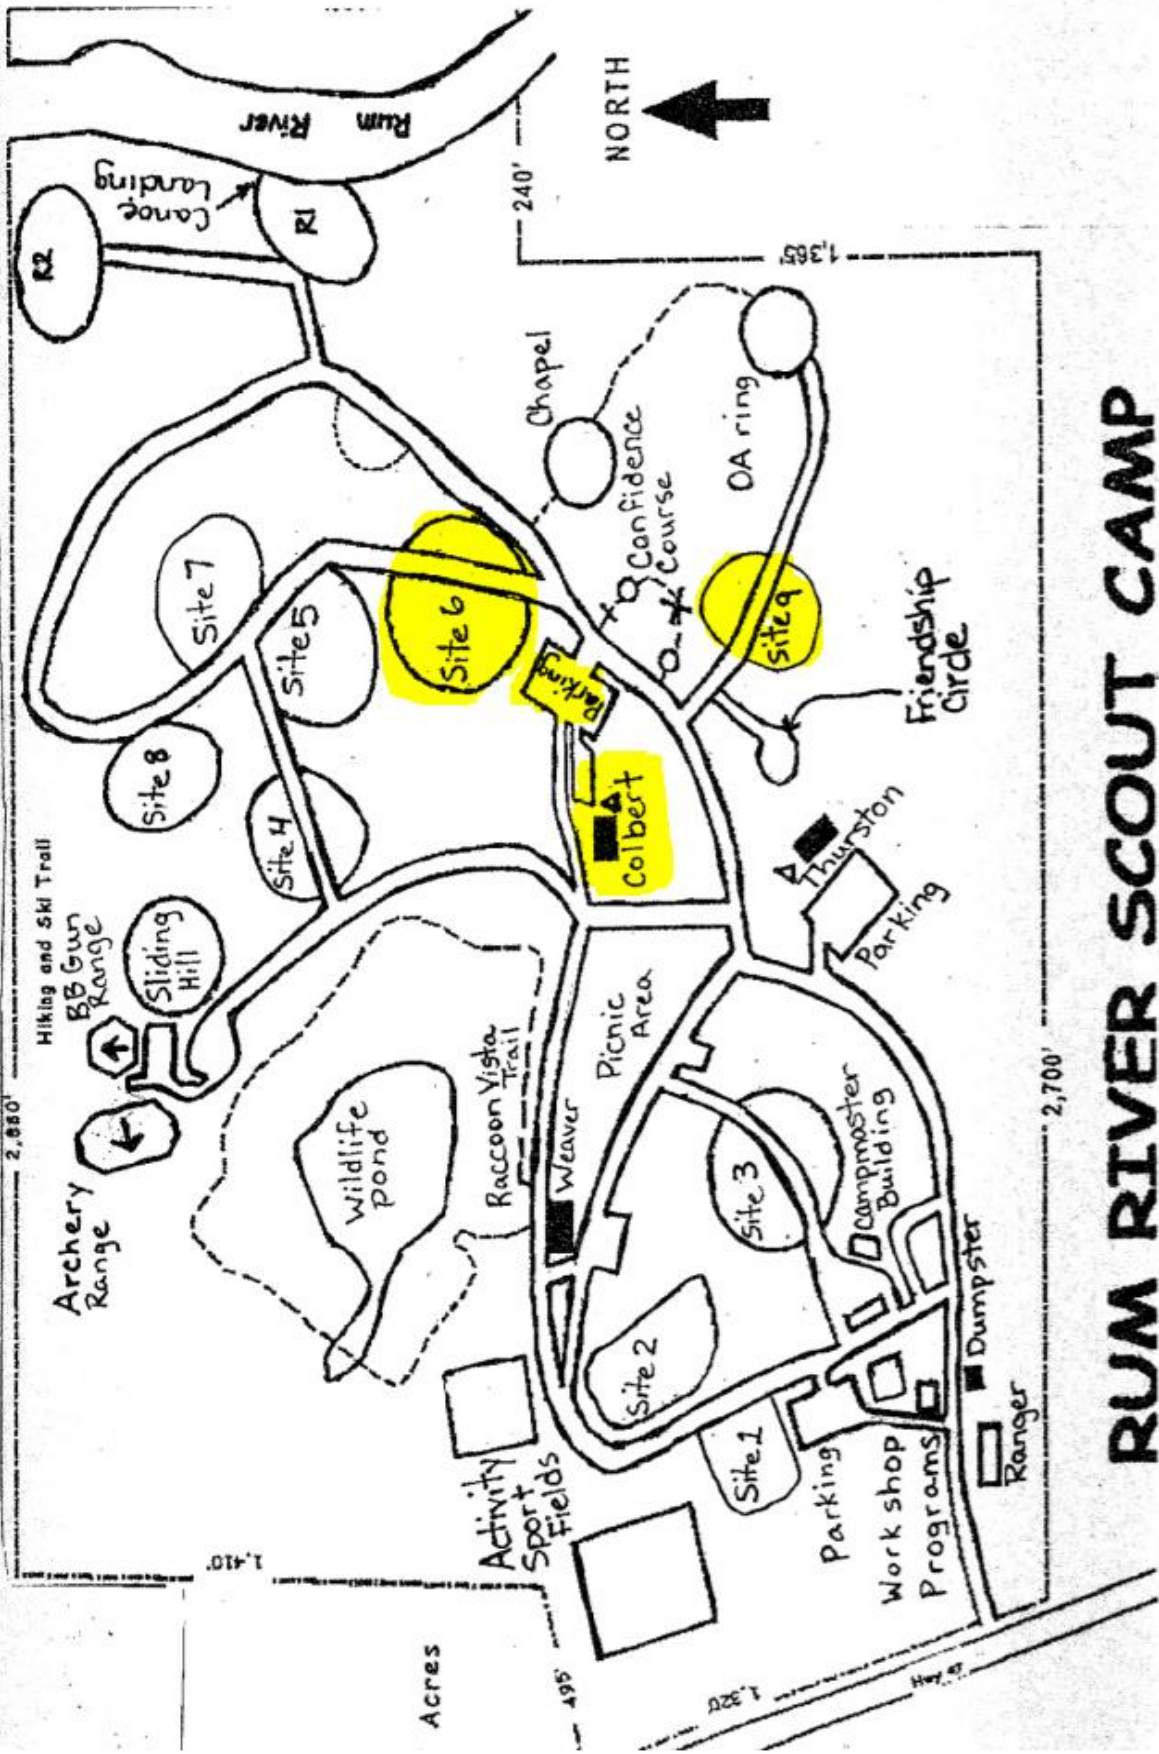 2,880'
Hiking and Ski Trail
Archery
Range
BB Gun
Range
Sliding
Hill
Site 8
Site 7
R2
Canoe
Landing
R1
Rum River
Site 4
Site 5
Site 6
Wildlife
Pond
Raccoon Vista
Trail
1,410'
Acres
495'
Activity
Sport
Fields
Weaver
Picnic
Area
Colbert
Parking
Chapel
Confidence
Course
240'
NORTH
Site 1
Site 2
Site 3
Site 9
OA ring
1,365'
Friendship
Circle
Thurston
Parking
Campmaster
Building
Parking
Workshop
Programs
Dumpster
Ranger
1,320'
2,700'
RUM RIVER SCOUT CAMP